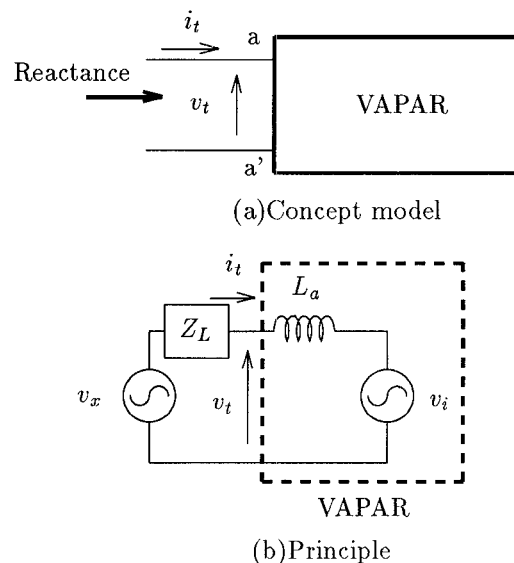 i_t
a
Reactance
v_t
VAPAR
a'
(a)Concept model
i_t
L_a
Z_L
v_x
v_t
v_i
VAPAR
(b)Principle